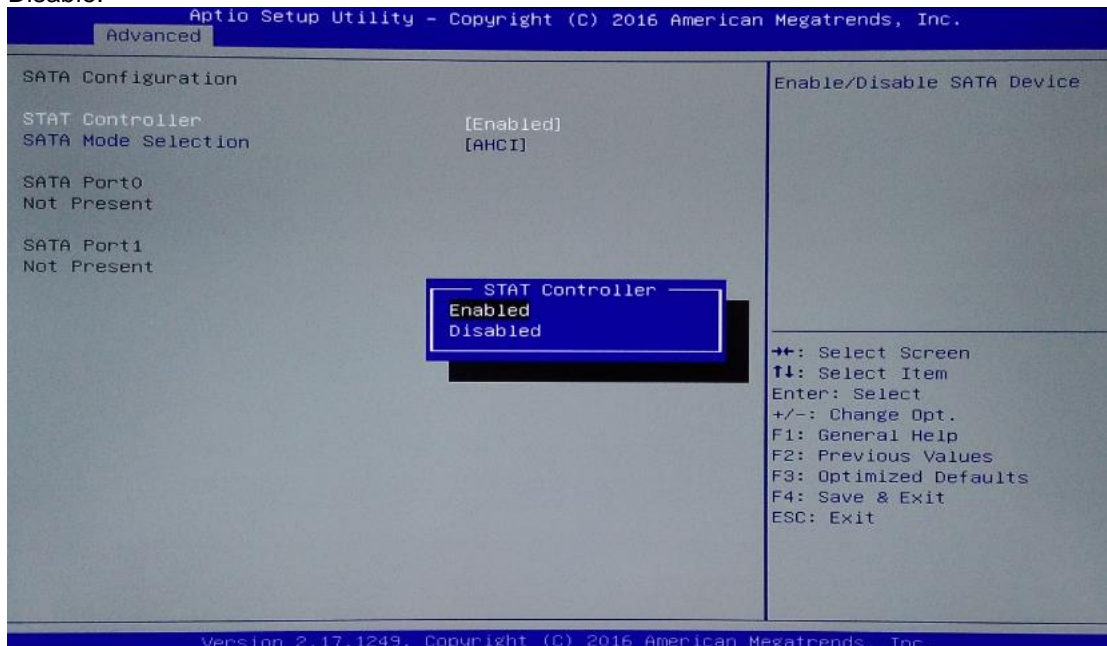 Disable.
Aptio Setup Utility – Copyright (C) 2016 American Megatrends, Inc.
Advanced
SATA Configuration
Enable/Disable SATA Device
STAT Controller [Enabled]
SATA Mode Selection [AHCI]
SATA Port0
Not Present
SATA Port1
Not Present
STAT Controller
Enabled
Disabled
→←: Select Screen
↑↓: Select Item
Enter: Select
+/-: Change Opt.
F1: General Help
F2: Previous Values
F3: Optimized Defaults
F4: Save & Exit
ESC: Exit
Version 2.17.1249. Copyright (C) 2016 American Megatrends, Inc.